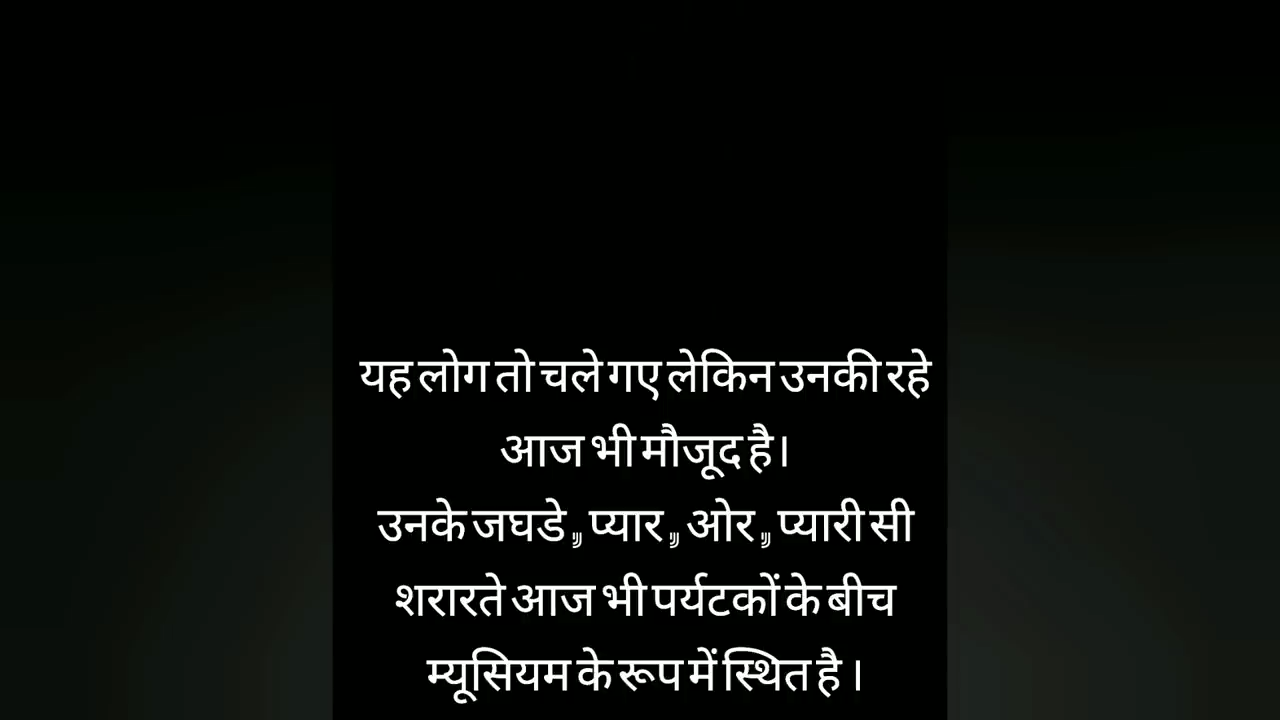 यह लोग तो चले गए लेकिन उनकी रहे
आज भी मौजूद है।
उनके जघडे,, प्यार,, ओर,, प्यारी सी
शरारते आज भी पर्यटकों के बीच
म्यूसियम के रूप में स्थित है ।